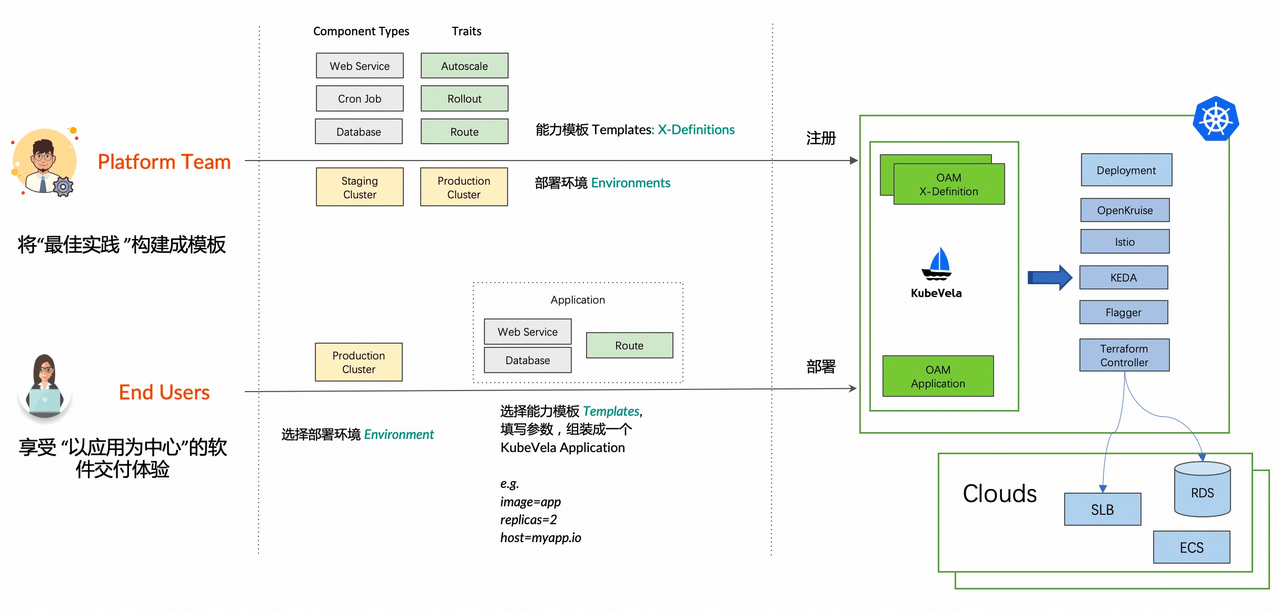 Component Types
Traits
Web Service
Autoscale
Cron Job
Rollout
Database
Route
能力模板 Templates: X-Definitions
Platform Team
注册
Staging
Cluster
Production
Cluster
部署环境 Environments
将“最佳实践 ”构建成模板
Application
Web Service
Database
Route
Production
Cluster
End Users
部署
享受 “以应用为中心”的软
件交付体验
选择部署环境 Environment
选择能力模板 Templates,
填写参数，组装成一个
KubeVela Application
e.g.
image=app
replicas=2
host=myapp.io
OAM
X-Definition
KubeVela
OAM
Application
Deployment
OpenKruise
Istio
KEDA
Flagger
Terraform
Controller
Clouds
SLB
RDS
ECS